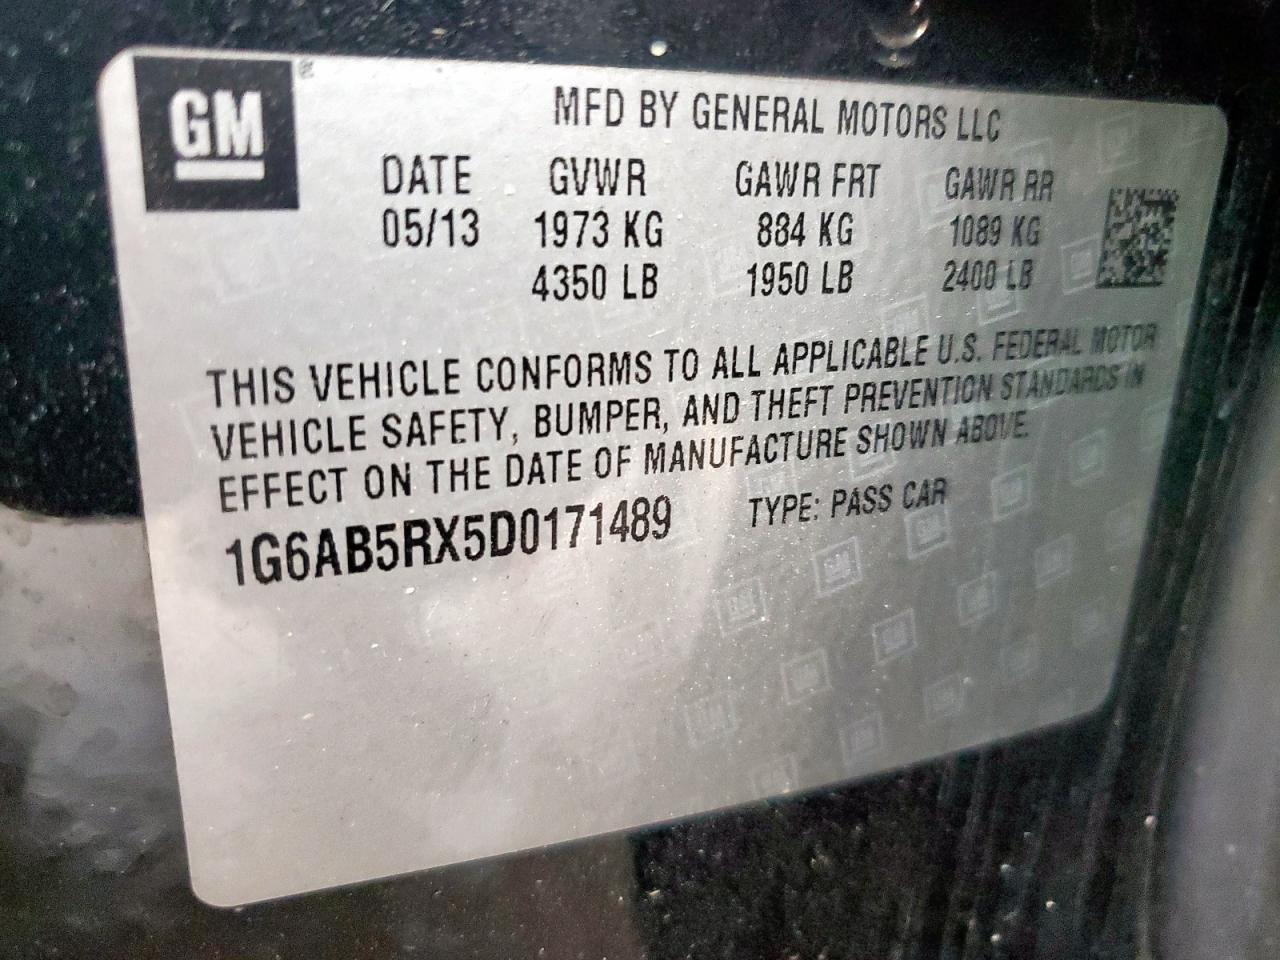 GM
MFD BY GENERAL MOTORS LLC
DATE GVWR GAWR FRT GAWR RR
05/13 1973 KG 884 KG 1089 KG
4350 LB 1950 LB 2400 LB
THIS VEHICLE CONFORMS TO ALL APPLICABLE U.S. FEDERAL MOTOR
VEHICLE SAFETY, BUMPER, AND THEFT PREVENTION STANDARDS IN
EFFECT ON THE DATE OF MANUFACTURE SHOWN ABOVE.
1G6AB5RX5D0171489 TYPE: PASS CAR